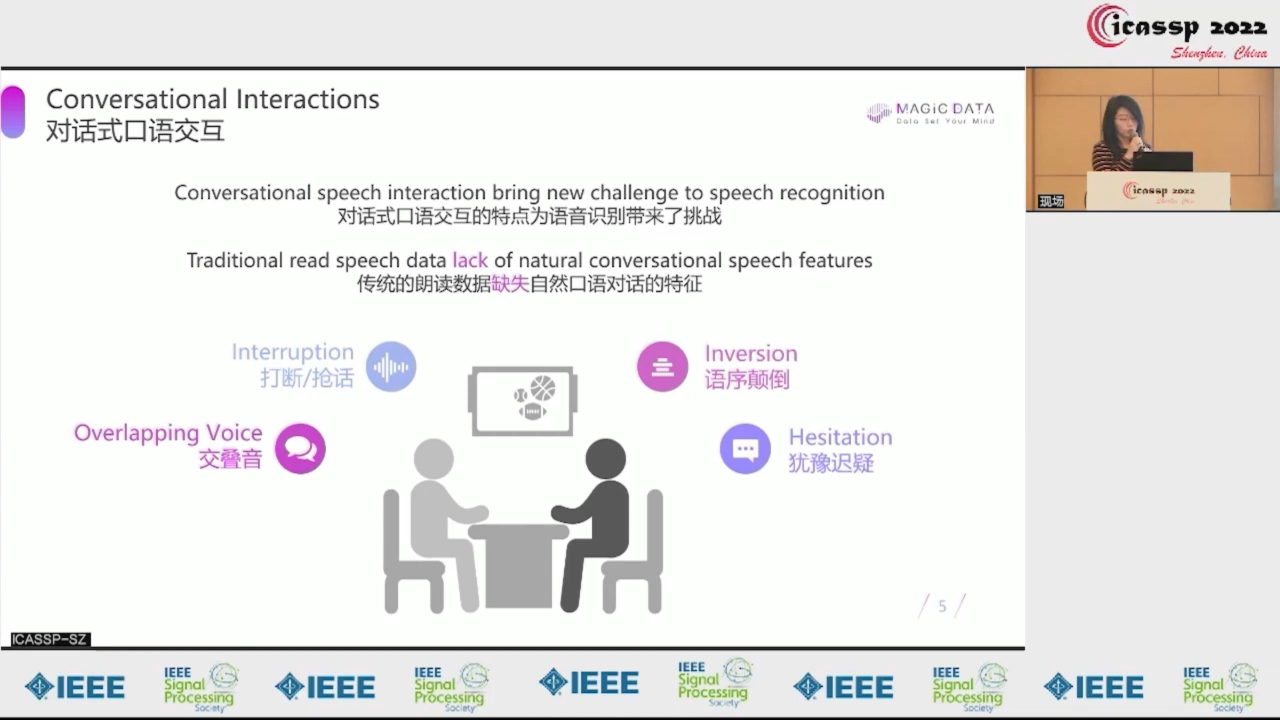 icassp 2022
Shenzhen, China
Conversational Interactions
对话式口语交互
MAGIC DATA
Data Set Your Mind
Conversational speech interaction bring new challenge to speech recognition
对话式口语交互的特点为语音识别带来了挑战
Traditional read speech data lack of natural conversational speech features
传统的朗读数据缺失自然口语对话的特征
Interruption
打断/抢话
Overlapping Voice
交叠音
Inversion
语序颠倒
Hesitation
犹豫迟疑
/ 5 /
ICASSP-SZ
现场
icassp 2022
IEEE
IEEE
Signal
Processing
Society
IEEE
IEEE
Signal
Processing
Society
IEEE
IEEE
Signal
Processing
Society
IEEE
IEEE
Signal
Processing
Society
IEEE
IEEE
Signal
Processing
Society